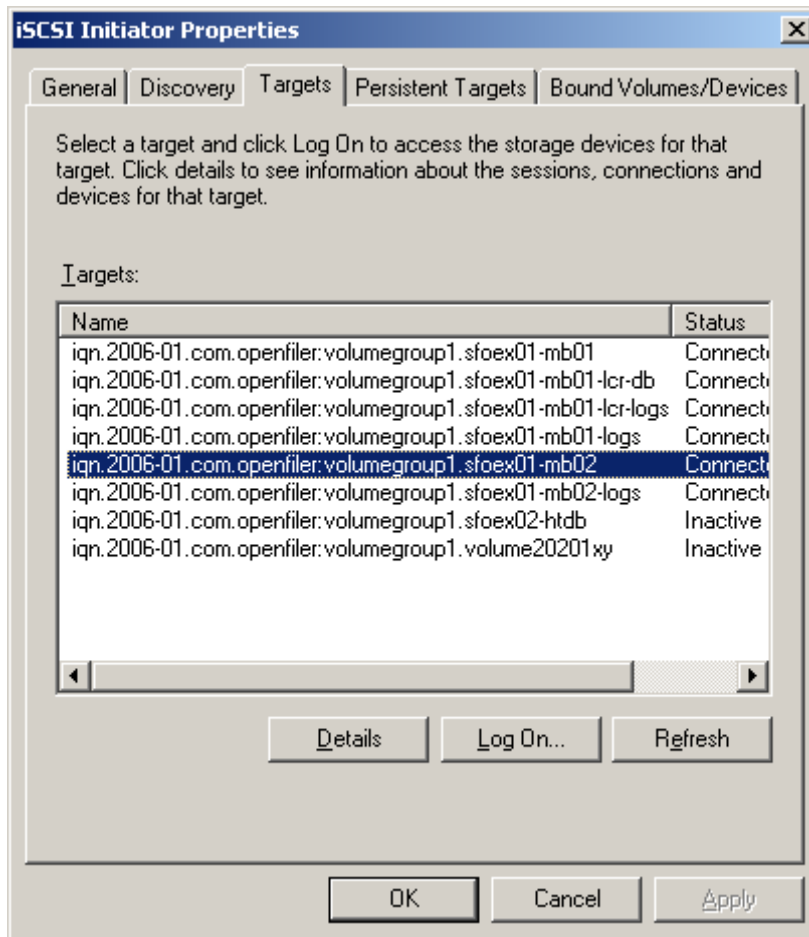 iSCSI Initiator Properties
General Discovery Targets Persistent Targets Bound Volumes/Devices
Select a target and click Log On to access the storage devices for that
target. Click details to see information about the sessions, connections and
devices for that target.
Targets:
Name Status
iqn.2006-01.com.openfiler:volumegroup1.sfoex01-mb01 Connecte
iqn.2006-01.com.openfiler:volumegroup1.sfoex01-mb01-lcr-db Connecte
iqn.2006-01.com.openfiler:volumegroup1.sfoex01-mb01-lcr-logs Connecte
iqn.2006-01.com.openfiler:volumegroup1.sfoex01-mb01-logs Connecte
iqn.2006-01.com.openfiler:volumegroup1.sfoex01-mb02 Connecte
iqn.2006-01.com.openfiler:volumegroup1.sfoex01-mb02-logs Connecte
iqn.2006-01.com.openfiler:volumegroup1.sfoex02-htdb Inactive
iqn.2006-01.com.openfiler:volumegroup1.volume20201xy Inactive
Details Log On... Refresh
OK Cancel Apply